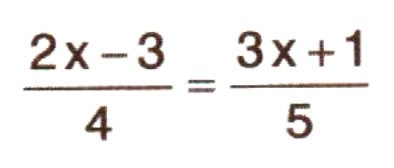 (2x-3)/4 = (3x+1)/5